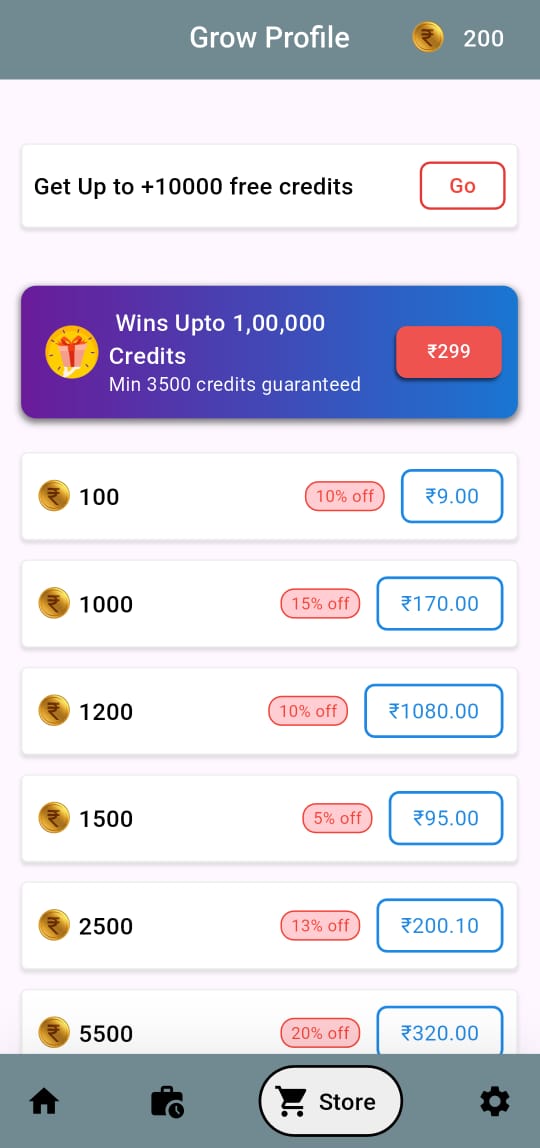 Grow Profile
200
Get Up to +10000 free credits
Go
Wins Upto 1,00,000
Credits
Min 3500 credits guaranteed
₹299
100 10% off ₹9.00
1000 15% off ₹170.00
1200 10% off ₹1080.00
1500 5% off ₹95.00
2500 13% off ₹200.10
5500 20% off ₹320.00
Store